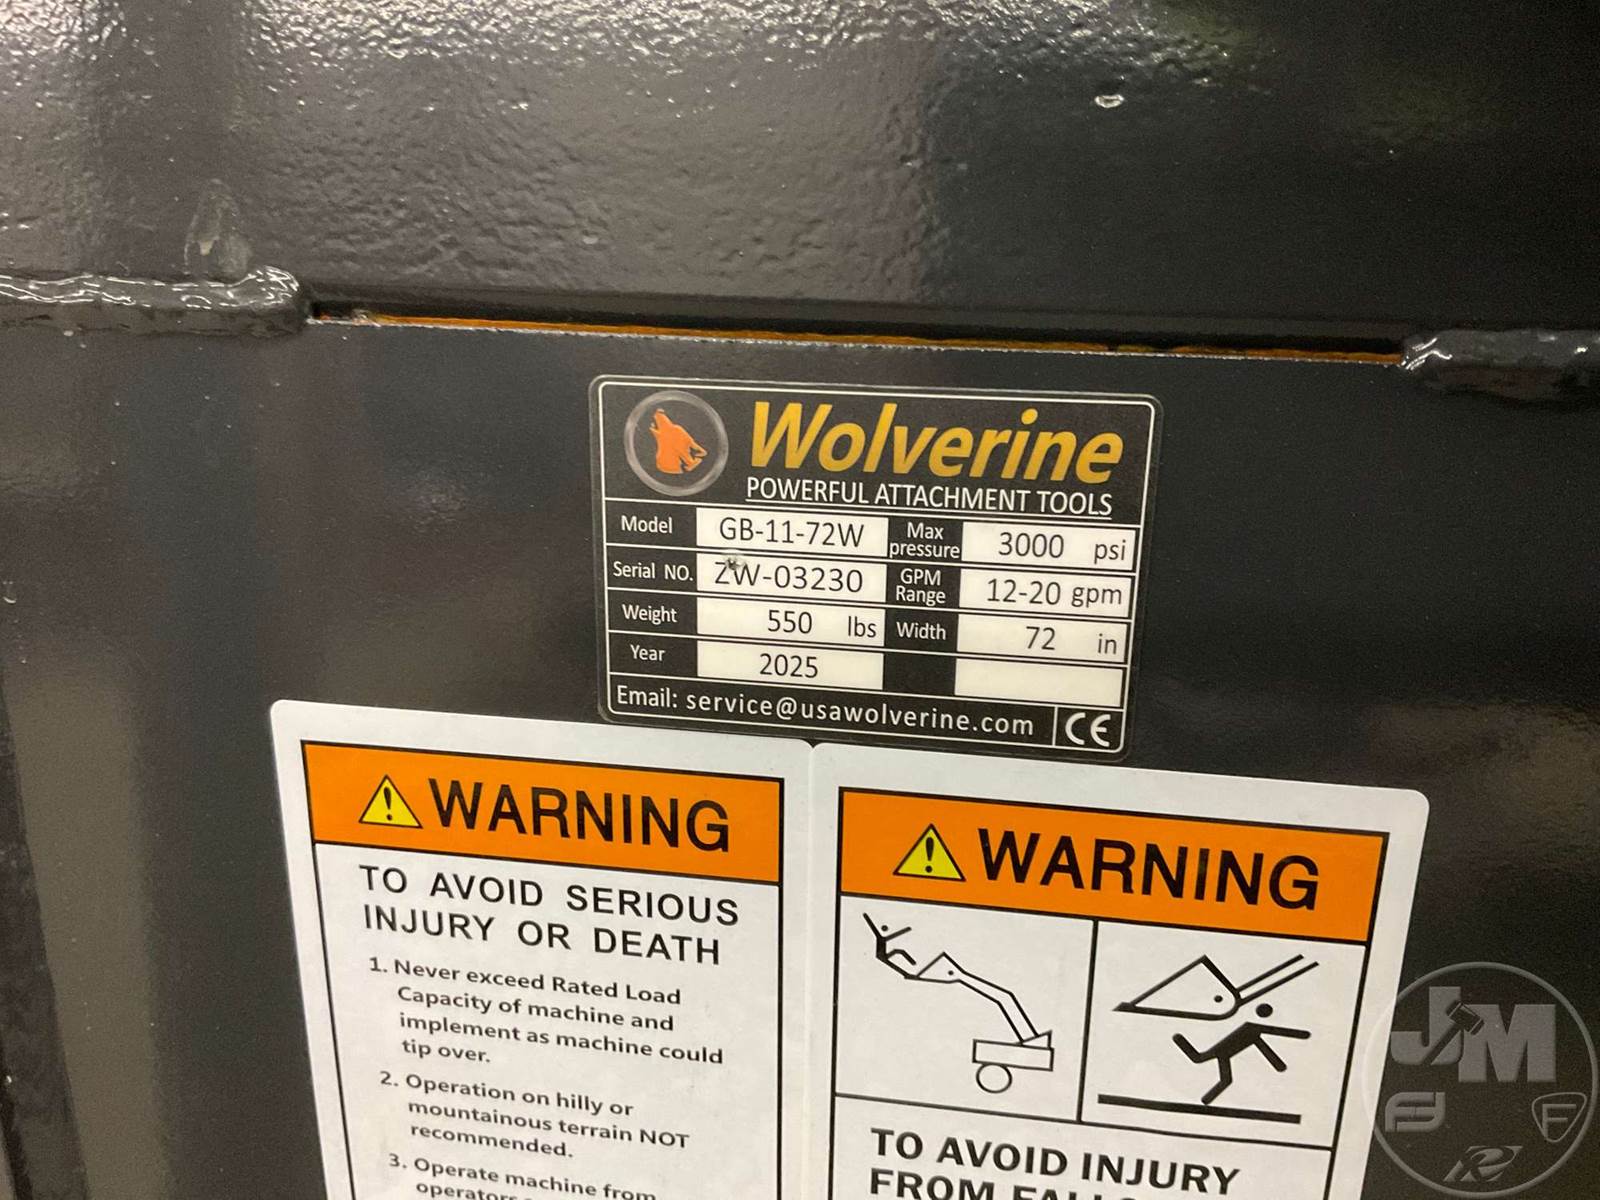 Wolverine
POWERFUL ATTACHMENT TOOLS
Model GB-11-72W Max pressure 3000 psi
Serial NO. ZW-03230 GPM Range 12-20 gpm
Weight 550 lbs Width 72 in
Year 2025
Email: service@usawolverine.com CE
WARNING
TO AVOID SERIOUS
INJURY OR DEATH
1. Never exceed Rated Load
Capacity of machine and
implement as machine could
tip over.
2. Operation on hilly or
mountainous terrain NOT
recommended.
3. Operate machine from
WARNING
TO AVOID INJURY
FROM
JM
F